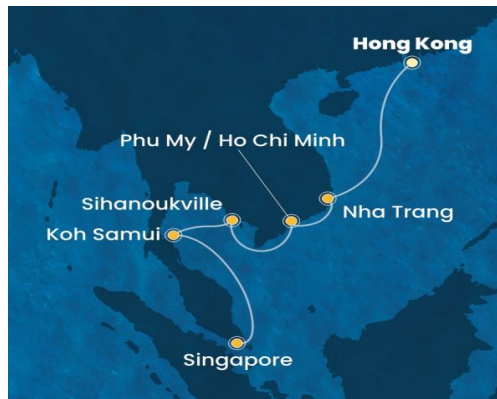 Hong Kong
Phu My / Ho Chi Minh
Sihanoukville
Nha Trang
Koh Samui
Singapore